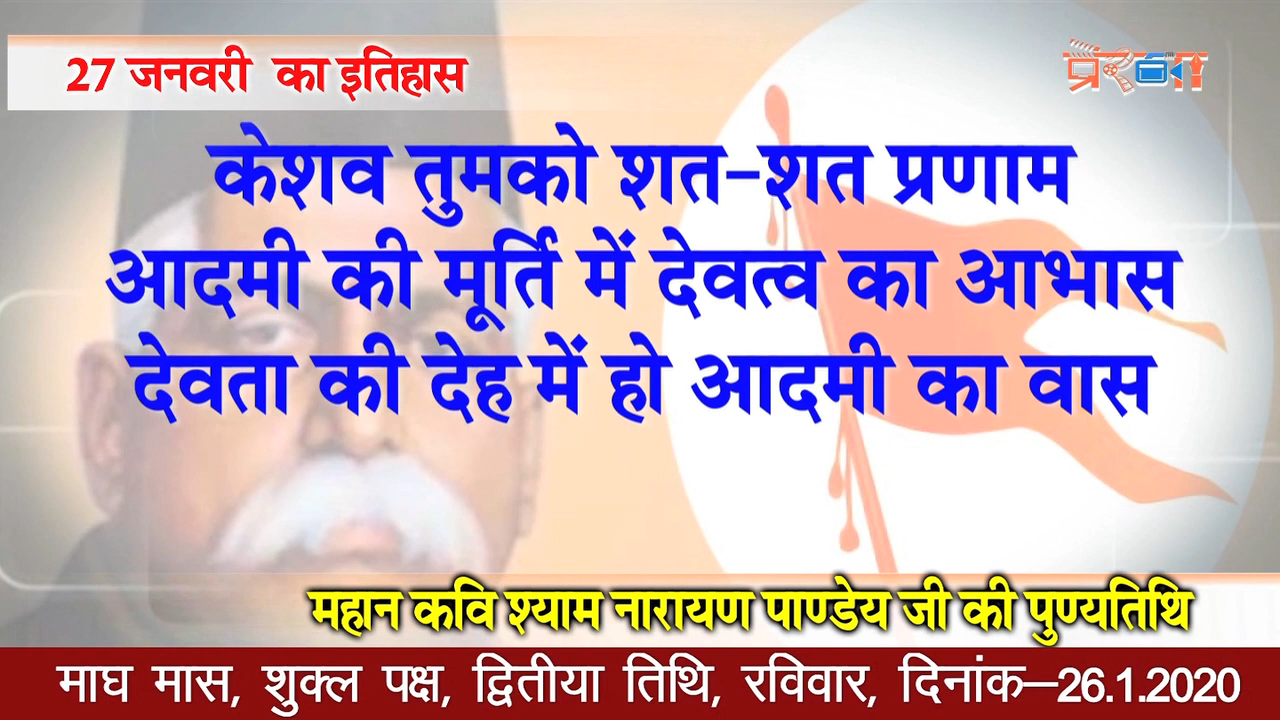 27 जनवरी का इतिहास
प्रेरणा
केशव तुमको शत-शत प्रणाम
आदमी की मूर्ति में देवत्व का आभास
देवता की देह में हो आदमी का वास
महान कवि श्याम नारायण पाण्डेय जी की पुण्यतिथि
माघ मास, शुक्ल पक्ष, द्वितीया तिथि, रविवार, दिनांक–26.1.2020